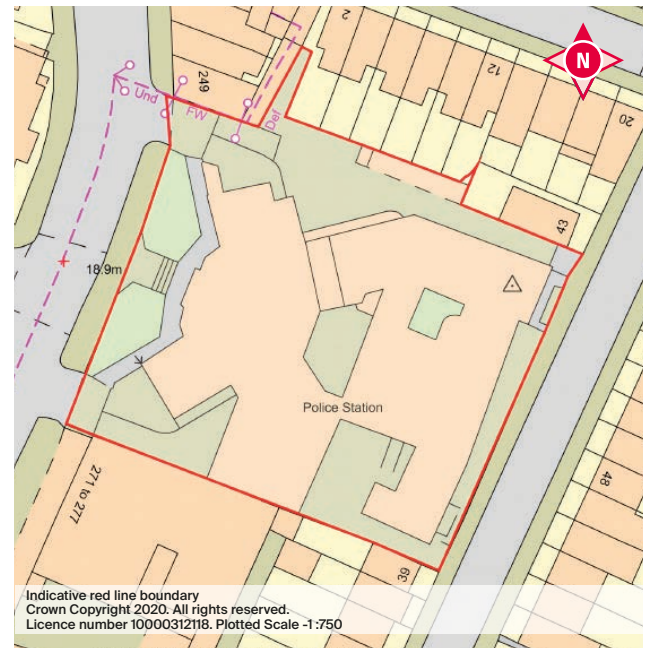 2
N
12
249
Und
FW
Def
20
43
18.9m
Police Station
48
271 to 277
39
Indicative red line boundary
Crown Copyright 2020. All rights reserved.
Licence number 10000312118. Plotted Scale -1:750